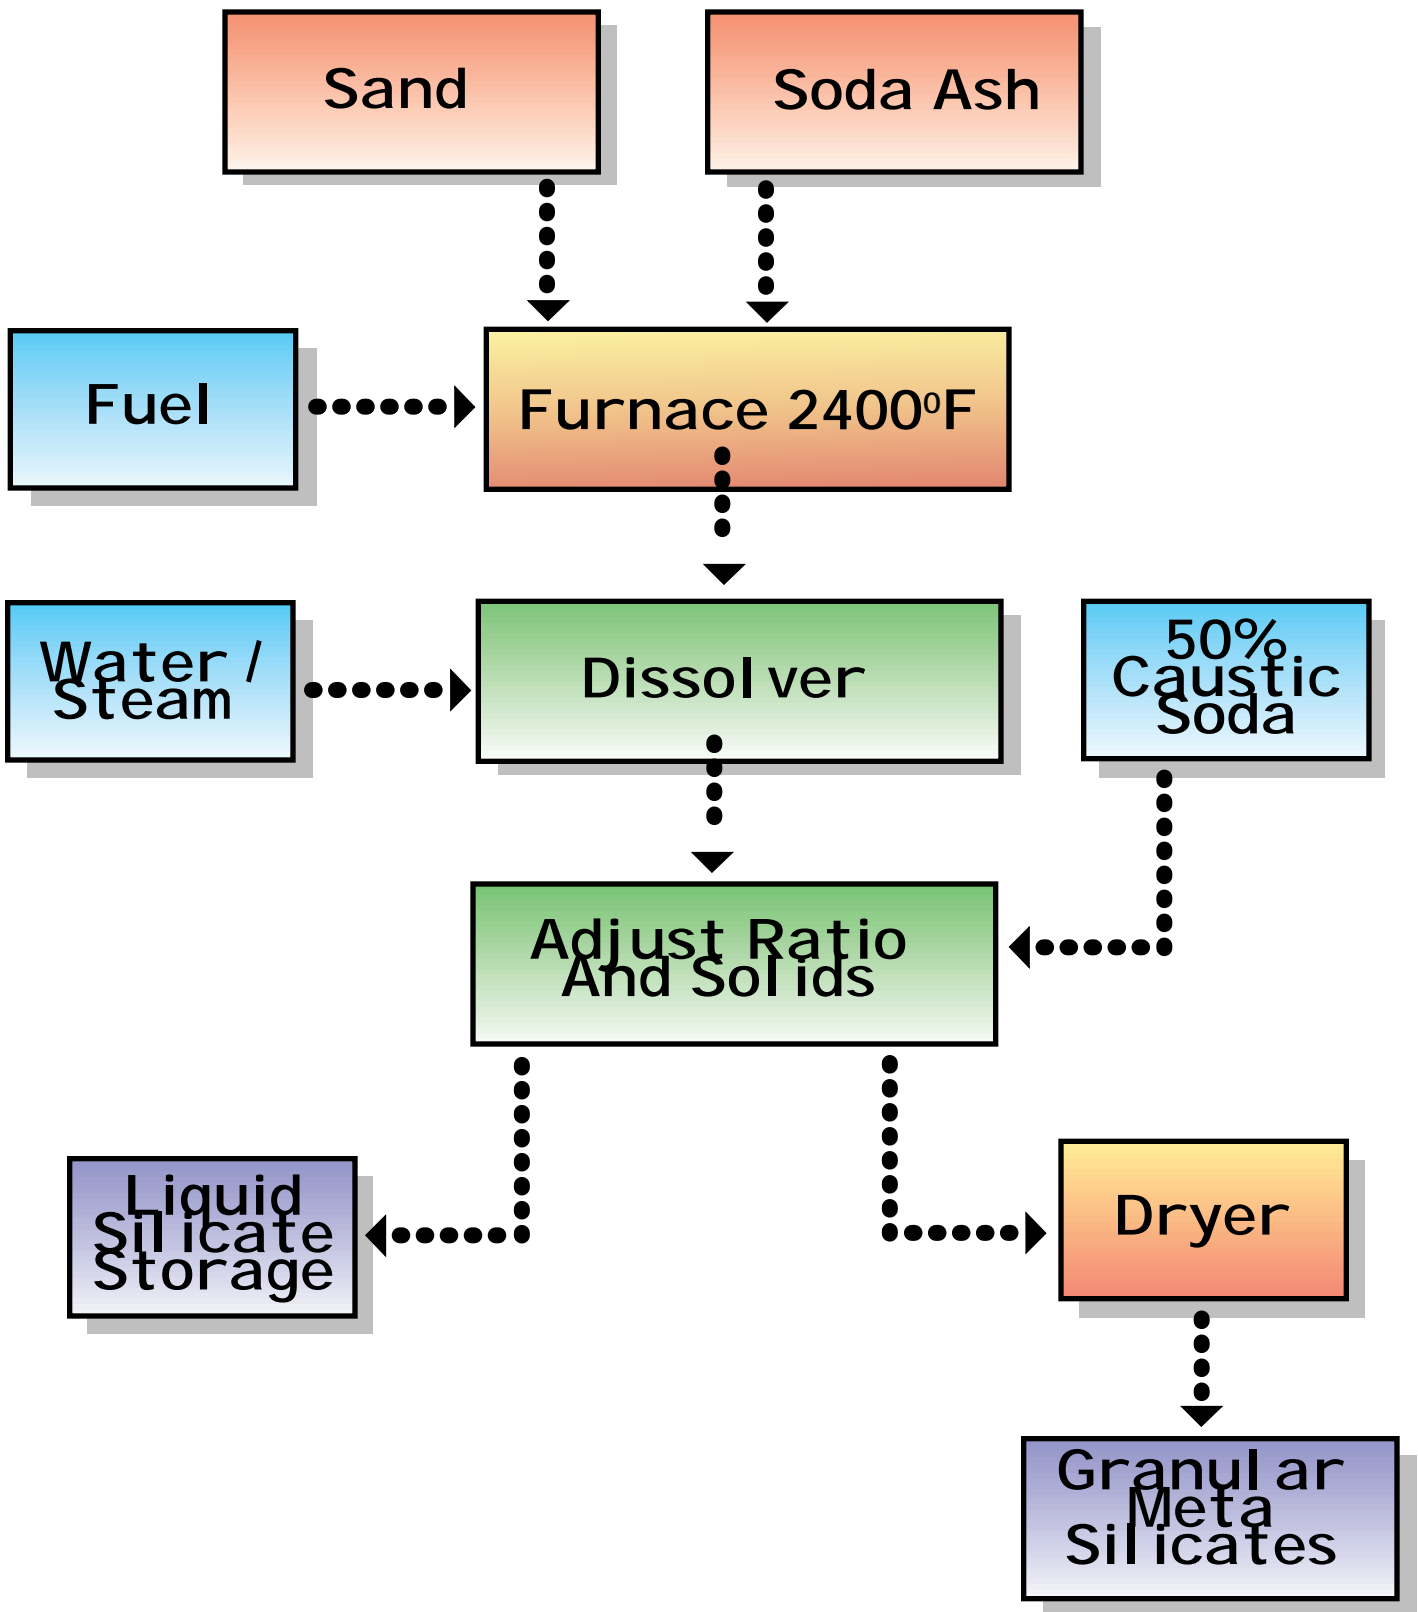 Sand
Soda Ash
Fuel
Furnace 2400⁰F
Water /
Steam
Dissolver
50%
Caustic
Soda
Adjust Ratio
And Solids
Liquid
Silicate
Storage
Dryer
Granular
Meta
Silicates